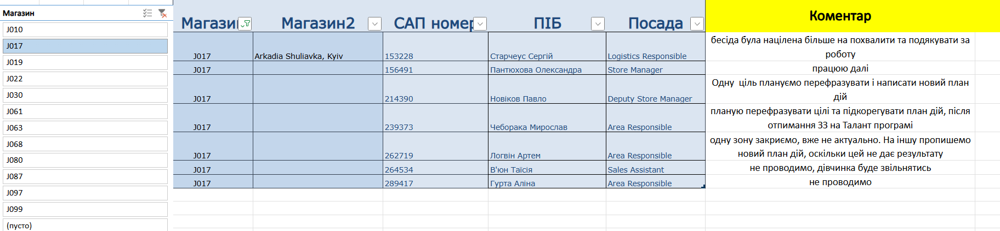 Магазин
J010
J017
J019
J022
J030
J061
J063
J068
J080
J087
J097
J099
(пусто)
Магазин Магазин2 САП номер ПІБ Посада Коментар
J017 Arkadia Shuliavka, Kyiv 153228 Старчеус Сергій Logistics Responsible бесіда була націлена більше на похвалити та подякувати за
роботу
J017 156491 Пантюхова Олександра Store Manager працюю далі
J017 214390 Новіков Павло Deputy Store Manager Одну ціль плануємо перефразувати і написати новий план
дій
J017 239373 Чеборака Мирослав Area Responsible планую перефразувати цілі та підкорегувати план дій, після
отпимання ЗЗ на Талант програмі
J017 262719 Логвін Артем Area Responsible одну зону закриємо, вже не актуально. На іншу пропишемо
новий план дій, оскільки цей не дає результату
J017 264534 В'юн Таїсія Sales Assistant не проводимо, дівчинка буде звільнятись
J017 289417 Гурта Аліна Area Responsible не проводимо